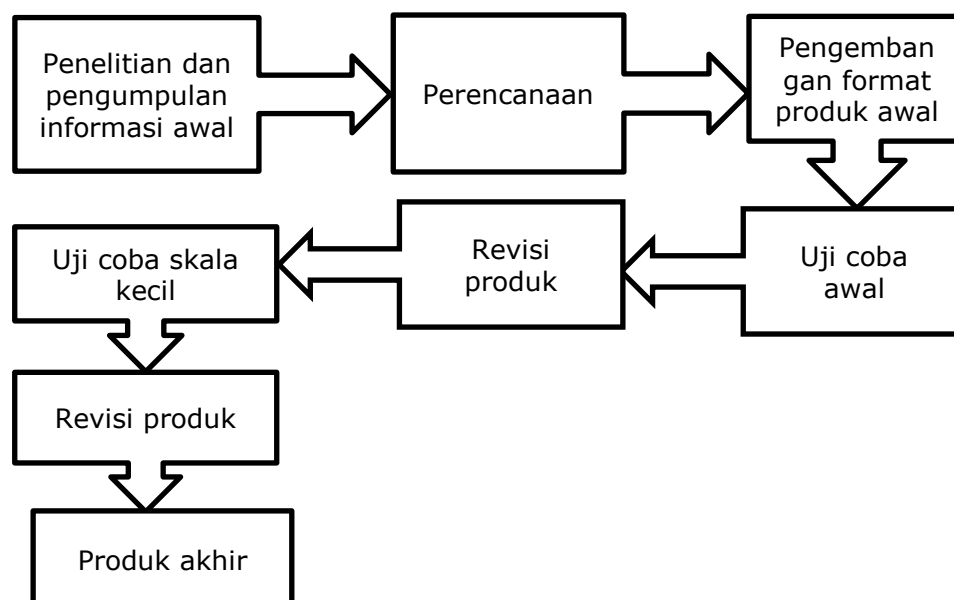 Penelitian dan
pengumpulan
informasi awal
Perencanaan
Pengemban
gan format
produk awal
Uji coba
awal
Revisi
produk
Uji coba skala
kecil
Revisi produk
Produk akhir